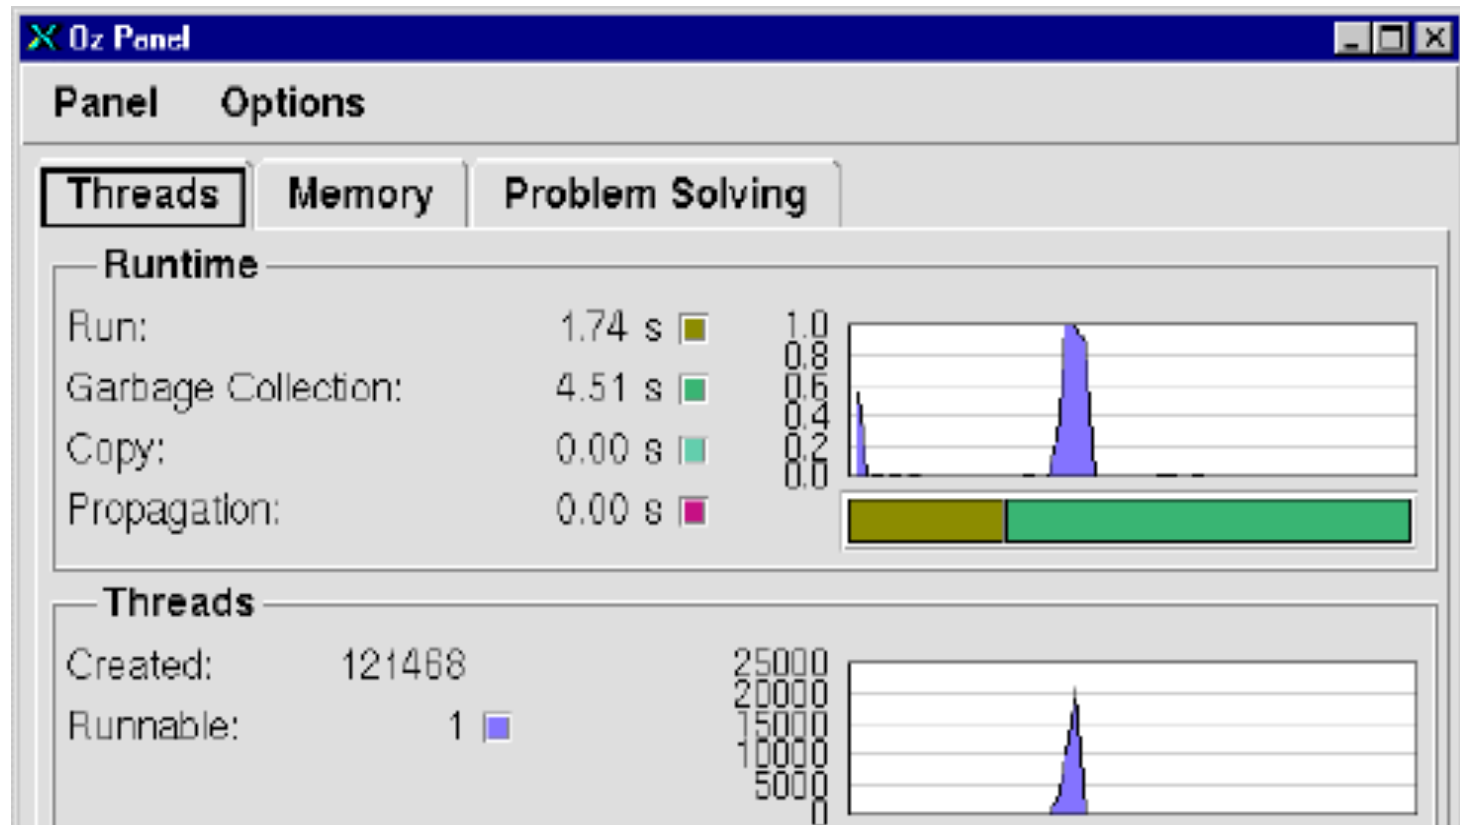 Oz Panel
Panel Options
Threads Memory Problem Solving
Runtime
Run: 1.74 s
Garbage Collection: 4.51 s
Copy: 0.00 s
Propagation: 0.00 s
1.0
0.8
0.6
0.4
0.2
0.0
Threads
Created: 121468
Runnable: 1
25000
20000
15000
10000
5000
0